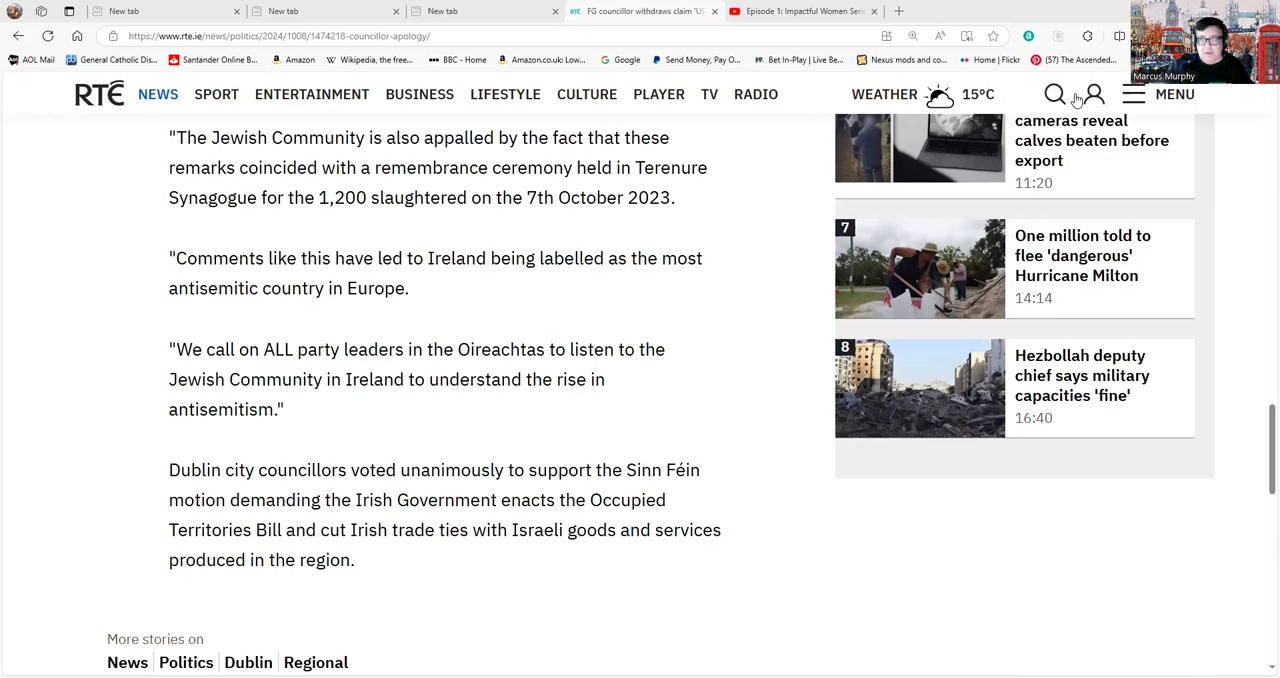 New tab
New tab
New tab
RTE FG councillor withdraws claim 'US
Episode 1: Impactful Women Seri
https://www.rte.ie/news/politics/2024/1008/1474218-councillor-apology/
Marcus Murphy
AOL Mail
General Catholic Dis...
Santander Online B...
Amazon
Wikipedia, the free...
BBC - Home
Amazon.co.uk: Low...
Google
Send Money, Pay O...
Bet In-Play | Live Be...
Nexus mods and co...
Home | Flickr
(57) The Ascended...
RTÉ NEWS SPORT ENTERTAINMENT BUSINESS LIFESTYLE CULTURE PLAYER TV RADIO WEATHER 15°C MENU
"The Jewish Community is also appalled by the fact that these
remarks coincided with a remembrance ceremony held in Terenure
Synagogue for the 1,200 slaughtered on the 7th October 2023.
"Comments like this have led to Ireland being labelled as the most
antisemitic country in Europe.
"We call on ALL party leaders in the Oireachtas to listen to the
Jewish Community in Ireland to understand the rise in
antisemitism."
Dublin city councillors voted unanimously to support the Sinn Féin
motion demanding the Irish Government enacts the Occupied
Territories Bill and cut Irish trade ties with Israeli goods and services
produced in the region.
More stories on
News Politics Dublin Regional
cameras reveal
calves beaten before
export
11:20
7
One million told to
flee 'dangerous'
Hurricane Milton
14:14
8
Hezbollah deputy
chief says military
capacities 'fine'
16:40